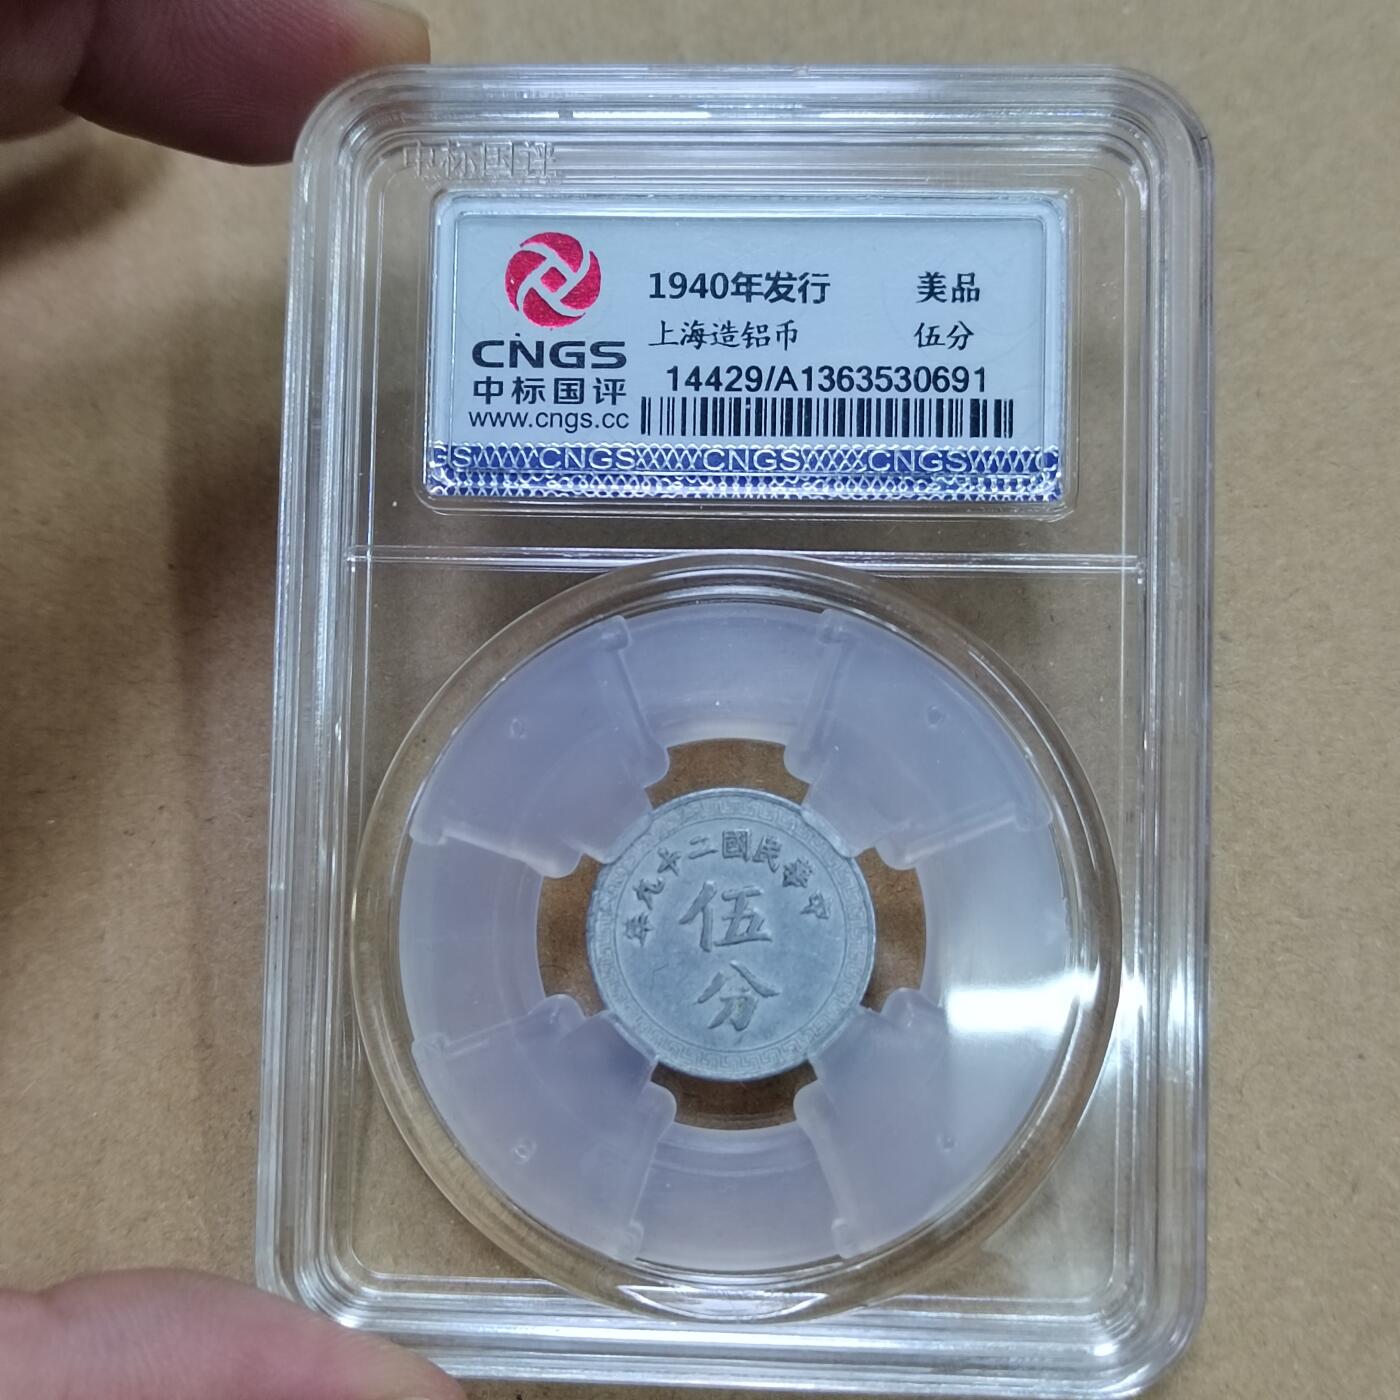 中标国评
1940年发行 美品
上海造铝币 伍分
CNGS
中标国评
www.cngs.cc
14429/A1363530691
GS CNGS CNGS CNGS C
中華民國二十九年
伍
分